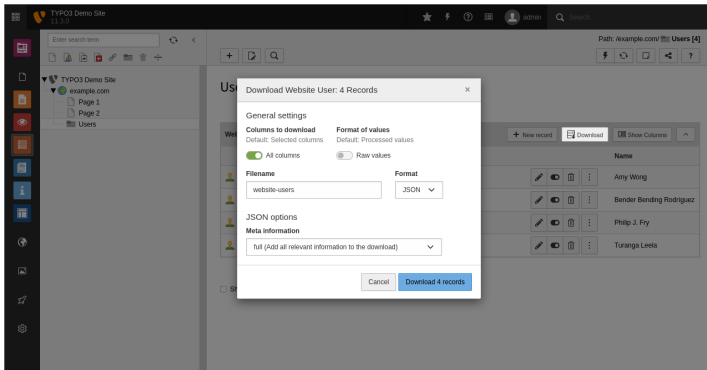 TYPO3 Demo Site
11.3.0
admin
Search
Enter search term
Path: /example.com/ Users [4]
TYPO3 Demo Site
example.com
Page 1
Page 2
Users
Download Website User: 4 Records
General settings
Columns to download
Format of values
Default: Selected columns
Default: Processed values
All columns
Raw values
Filename
Format
website-users
JSON
JSON options
Meta information
full (Add all relevant information to the download)
Cancel
Download 4 records
New record
Download
Show Columns
Name
Amy Wong
Bender Bending Rodríguez
Philip J. Fry
Turanga Leela